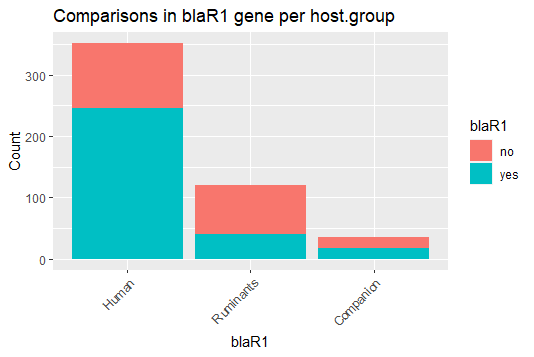 Comparisons in blaR1 gene per host.group
Count
300
200
100
0
Human
Ruminants
Companion
blaR1
blaR1
no
yes